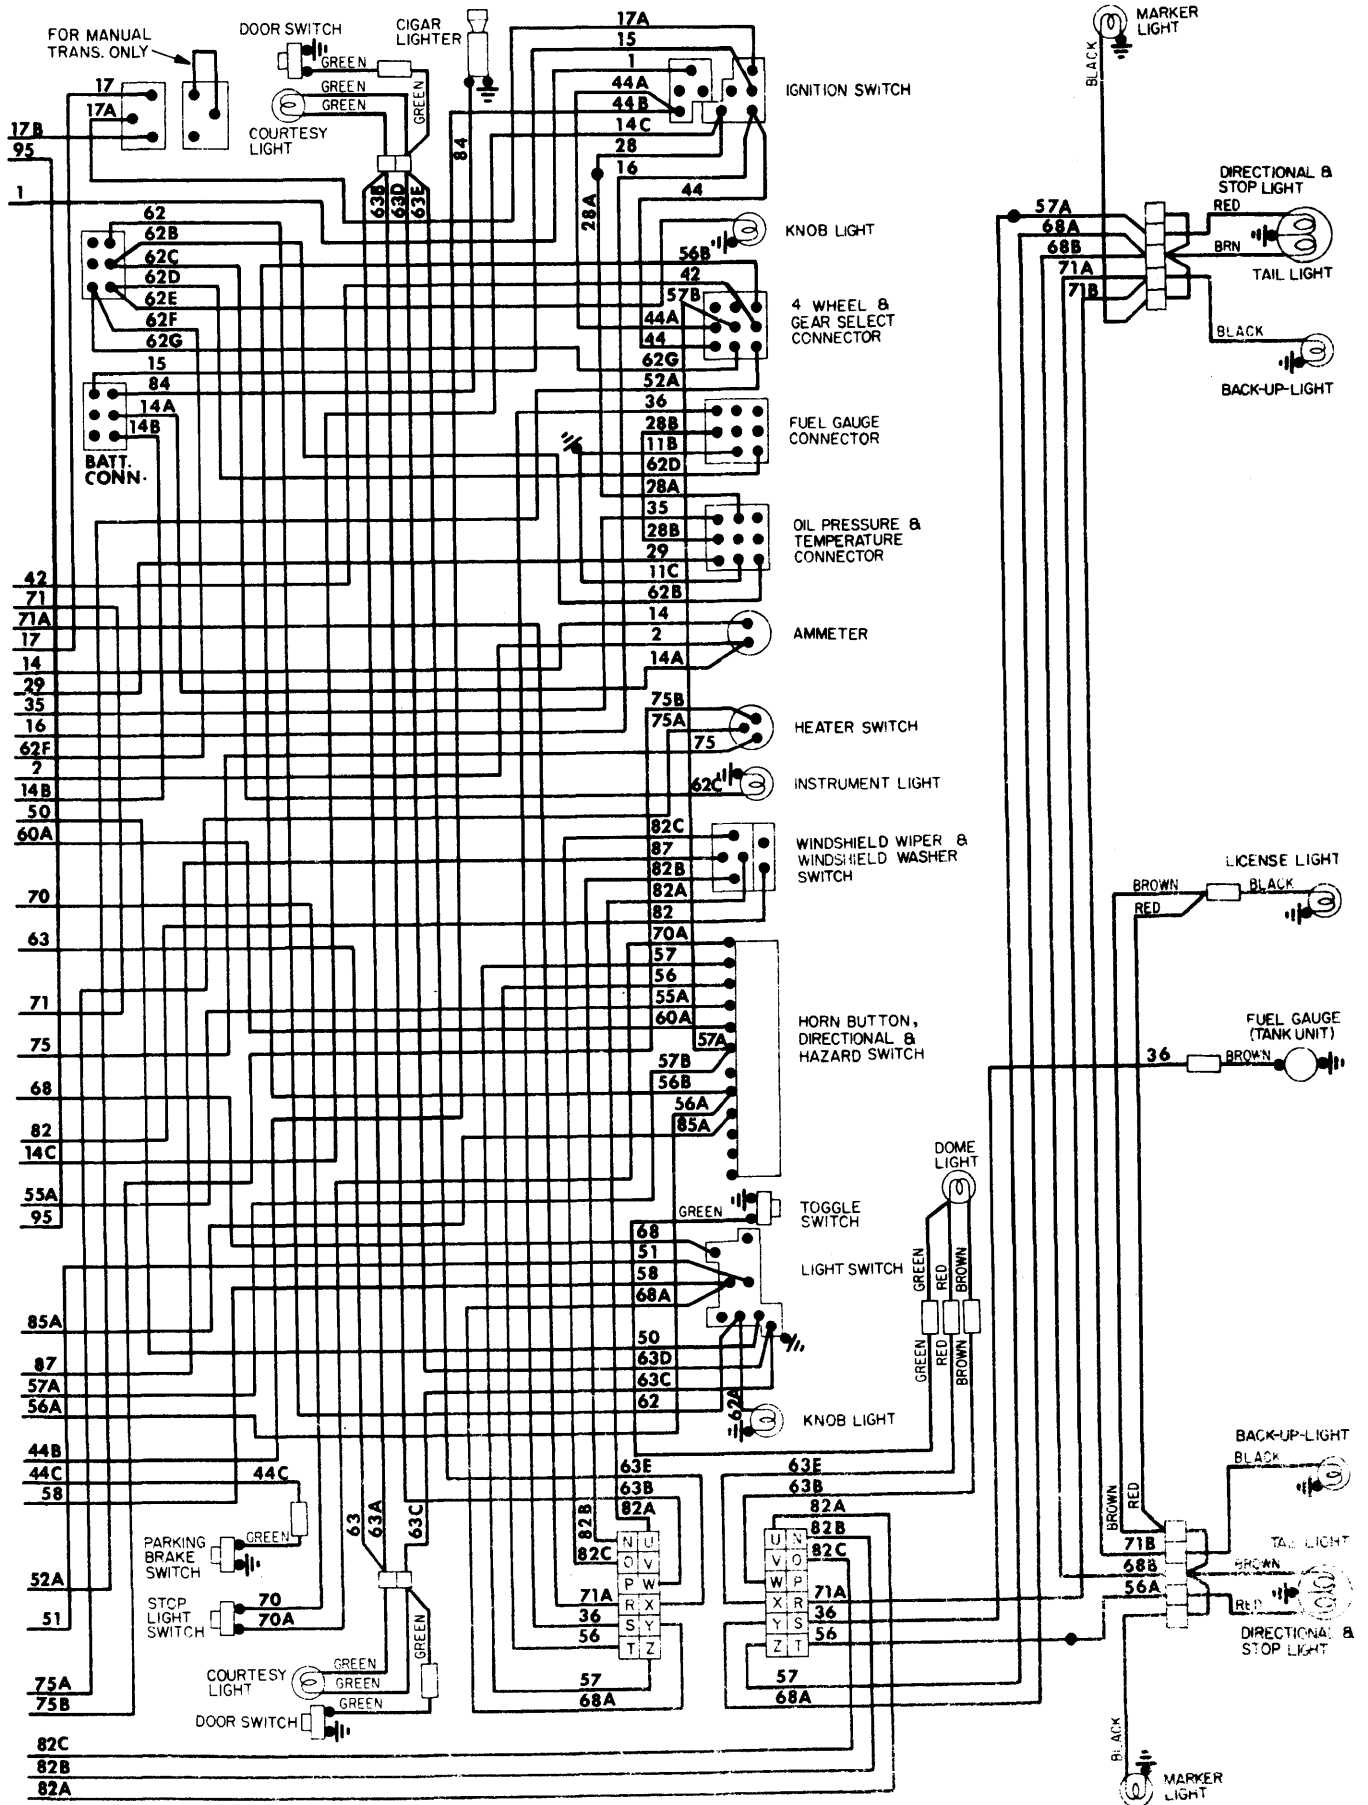 FOR MANUAL
TRANS. ONLY
DOOR SWITCH
CIGAR
LIGHTER
17A
MARKER
LIGHT
15
GREEN
1
BLACK
17
GREEN
44A
IGNITION SWITCH
GREEN
GREEN
44B
17A
COURTESY
LIGHT
14C
17B
84
28
95
16
DIRECTIONAL &
STOP LIGHT
1
63B
63D
63E
44
RED
28A
57A
62
68A
62B
KNOB LIGHT
68B
BRN
62C
56B
71A
TAIL LIGHT
62D
42
71B
62E
57B
4 WHEEL &
GEAR SELECT
CONNECTOR
62F
44A
BLACK
62G
44
15
62G
84
52A
BACK-UP-LIGHT
14A
36
14B
28B
FUEL GAUGE
CONNECTOR
11B
BATT.
CONN.
62D
28A
35
OIL PRESSURE &
TEMPERATURE
CONNECTOR
28B
29
42
11C
71
62B
71A
14
17
2
AMMETER
14
14A
29
35
75B
16
75A
HEATER SWITCH
62F
75
2
62C
INSTRUMENT LIGHT
14B
50
82C
60A
87
WINDSHIELD WIPER &
WINDSHIELD WASHER
SWITCH
LICENSE LIGHT
82B
BROWN
BLACK
70
82A
RED
82
63
70A
57
56
71
55A
60A
HORN BUTTON,
DIRECTIONAL &
HAZARD SWITCH
FUEL GAUGE
(TANK UNIT)
75
57A
36
BROWN
57B
68
56B
56A
82
85A
14C
DOME
LIGHT
55A
GREEN
TOGGLE
SWITCH
95
68
51
LIGHT SWITCH
GREEN
RED
BROWN
58
68A
85A
50
GREEN
RED
BROWN
87
63D
57A
63C
56A
62
62A
KNOB LIGHT
44B
BACK-UP-LIGHT
44C
44C
63E
63E
BLACK
58
63B
63B
BROWN
RED
82A
82A
PARKING
BRAKE
SWITCH
GREEN
63
63A
63C
82B
N U
U N
82B
71B
TAIL LIGHT
82C
O V
V O
82C
68B
BROWN
52A
P W
W P
56A
STOP
LIGHT
SWITCH
70
71A
R X
X R
71A
RED
51
70A
36
S Y
Y S
36
DIRECTIONAL &
STOP LIGHT
56
T Z
Z T
56
GREEN
COURTESY
LIGHT
GREEN
GREEN
75A
57
57
75B
GREEN
68A
68A
DOOR SWITCH
BLACK
82C
82B
MARKER
LIGHT
82A